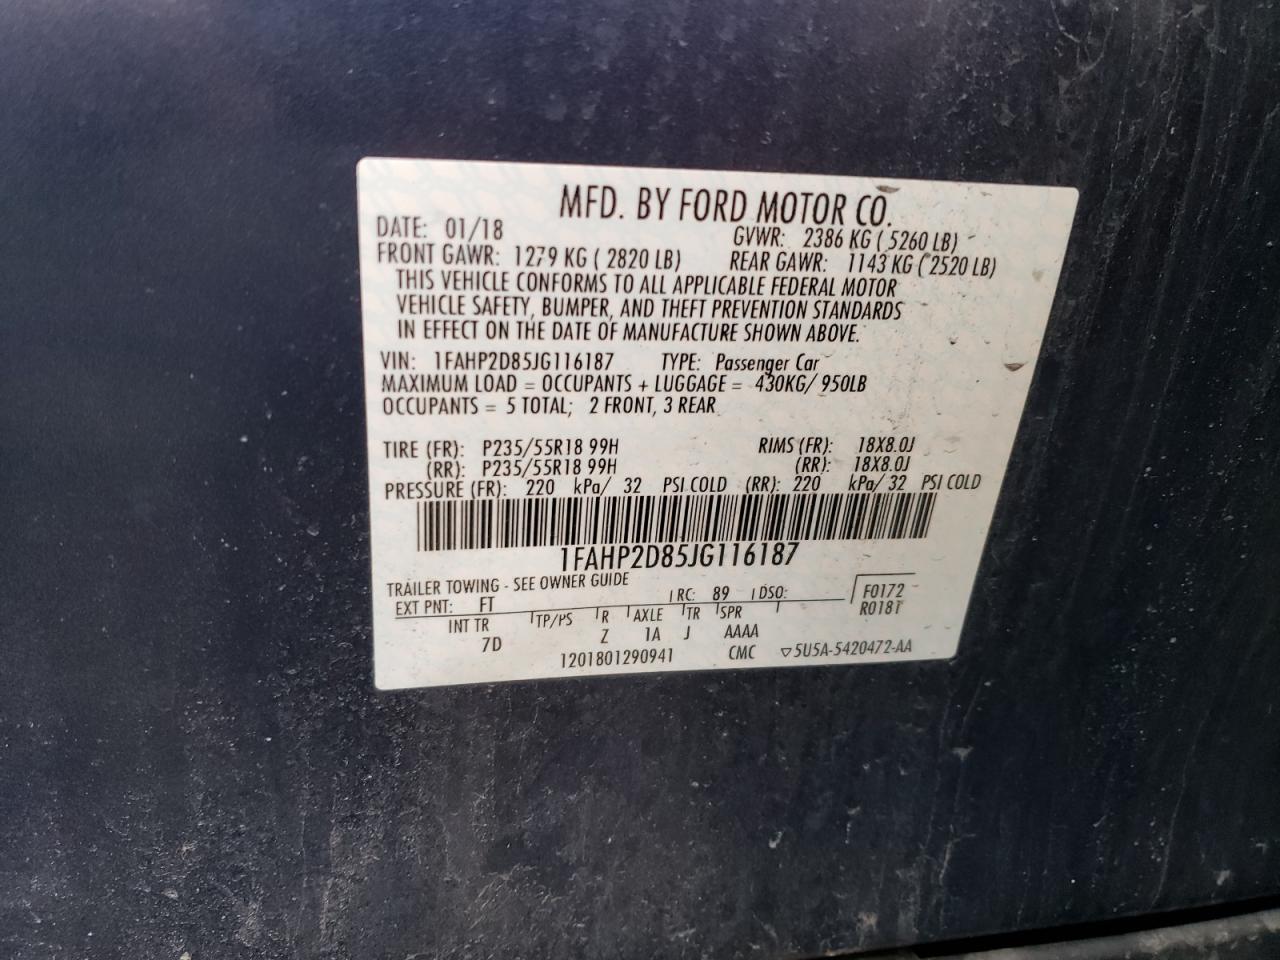 MFD. BY FORD MOTOR CO.
DATE: 01/18 GVWR: 2386 KG ( 5260 LB)
FRONT GAWR: 1279 KG ( 2820 LB) REAR GAWR: 1143 KG ( 2520 LB)
THIS VEHICLE CONFORMS TO ALL APPLICABLE FEDERAL MOTOR
VEHICLE SAFETY, BUMPER, AND THEFT PREVENTION STANDARDS
IN EFFECT ON THE DATE OF MANUFACTURE SHOWN ABOVE.
VIN: 1FAHP2D85JG116187 TYPE: Passenger Car
MAXIMUM LOAD = OCCUPANTS + LUGGAGE = 430KG/ 950LB
OCCUPANTS = 5 TOTAL; 2 FRONT, 3 REAR
TIRE (FR): P235/55R18 99H RIMS (FR): 18X8.0J
(RR): P235/55R18 99H (RR): 18X8.0J
PRESSURE (FR): 220 kPa/ 32 PSI COLD (RR): 220 kPa/ 32 PSI COLD
1FAHP2D85JG116187
TRAILER TOWING - SEE OWNER GUIDE
EXT PNT: FT RC: 89 DSO: F0172
R0181
INT TR TP/PS R AXLE TR SPR
7D Z 1A J AAAA
1201801290941 CMC ▽5U5A-5420472-AA